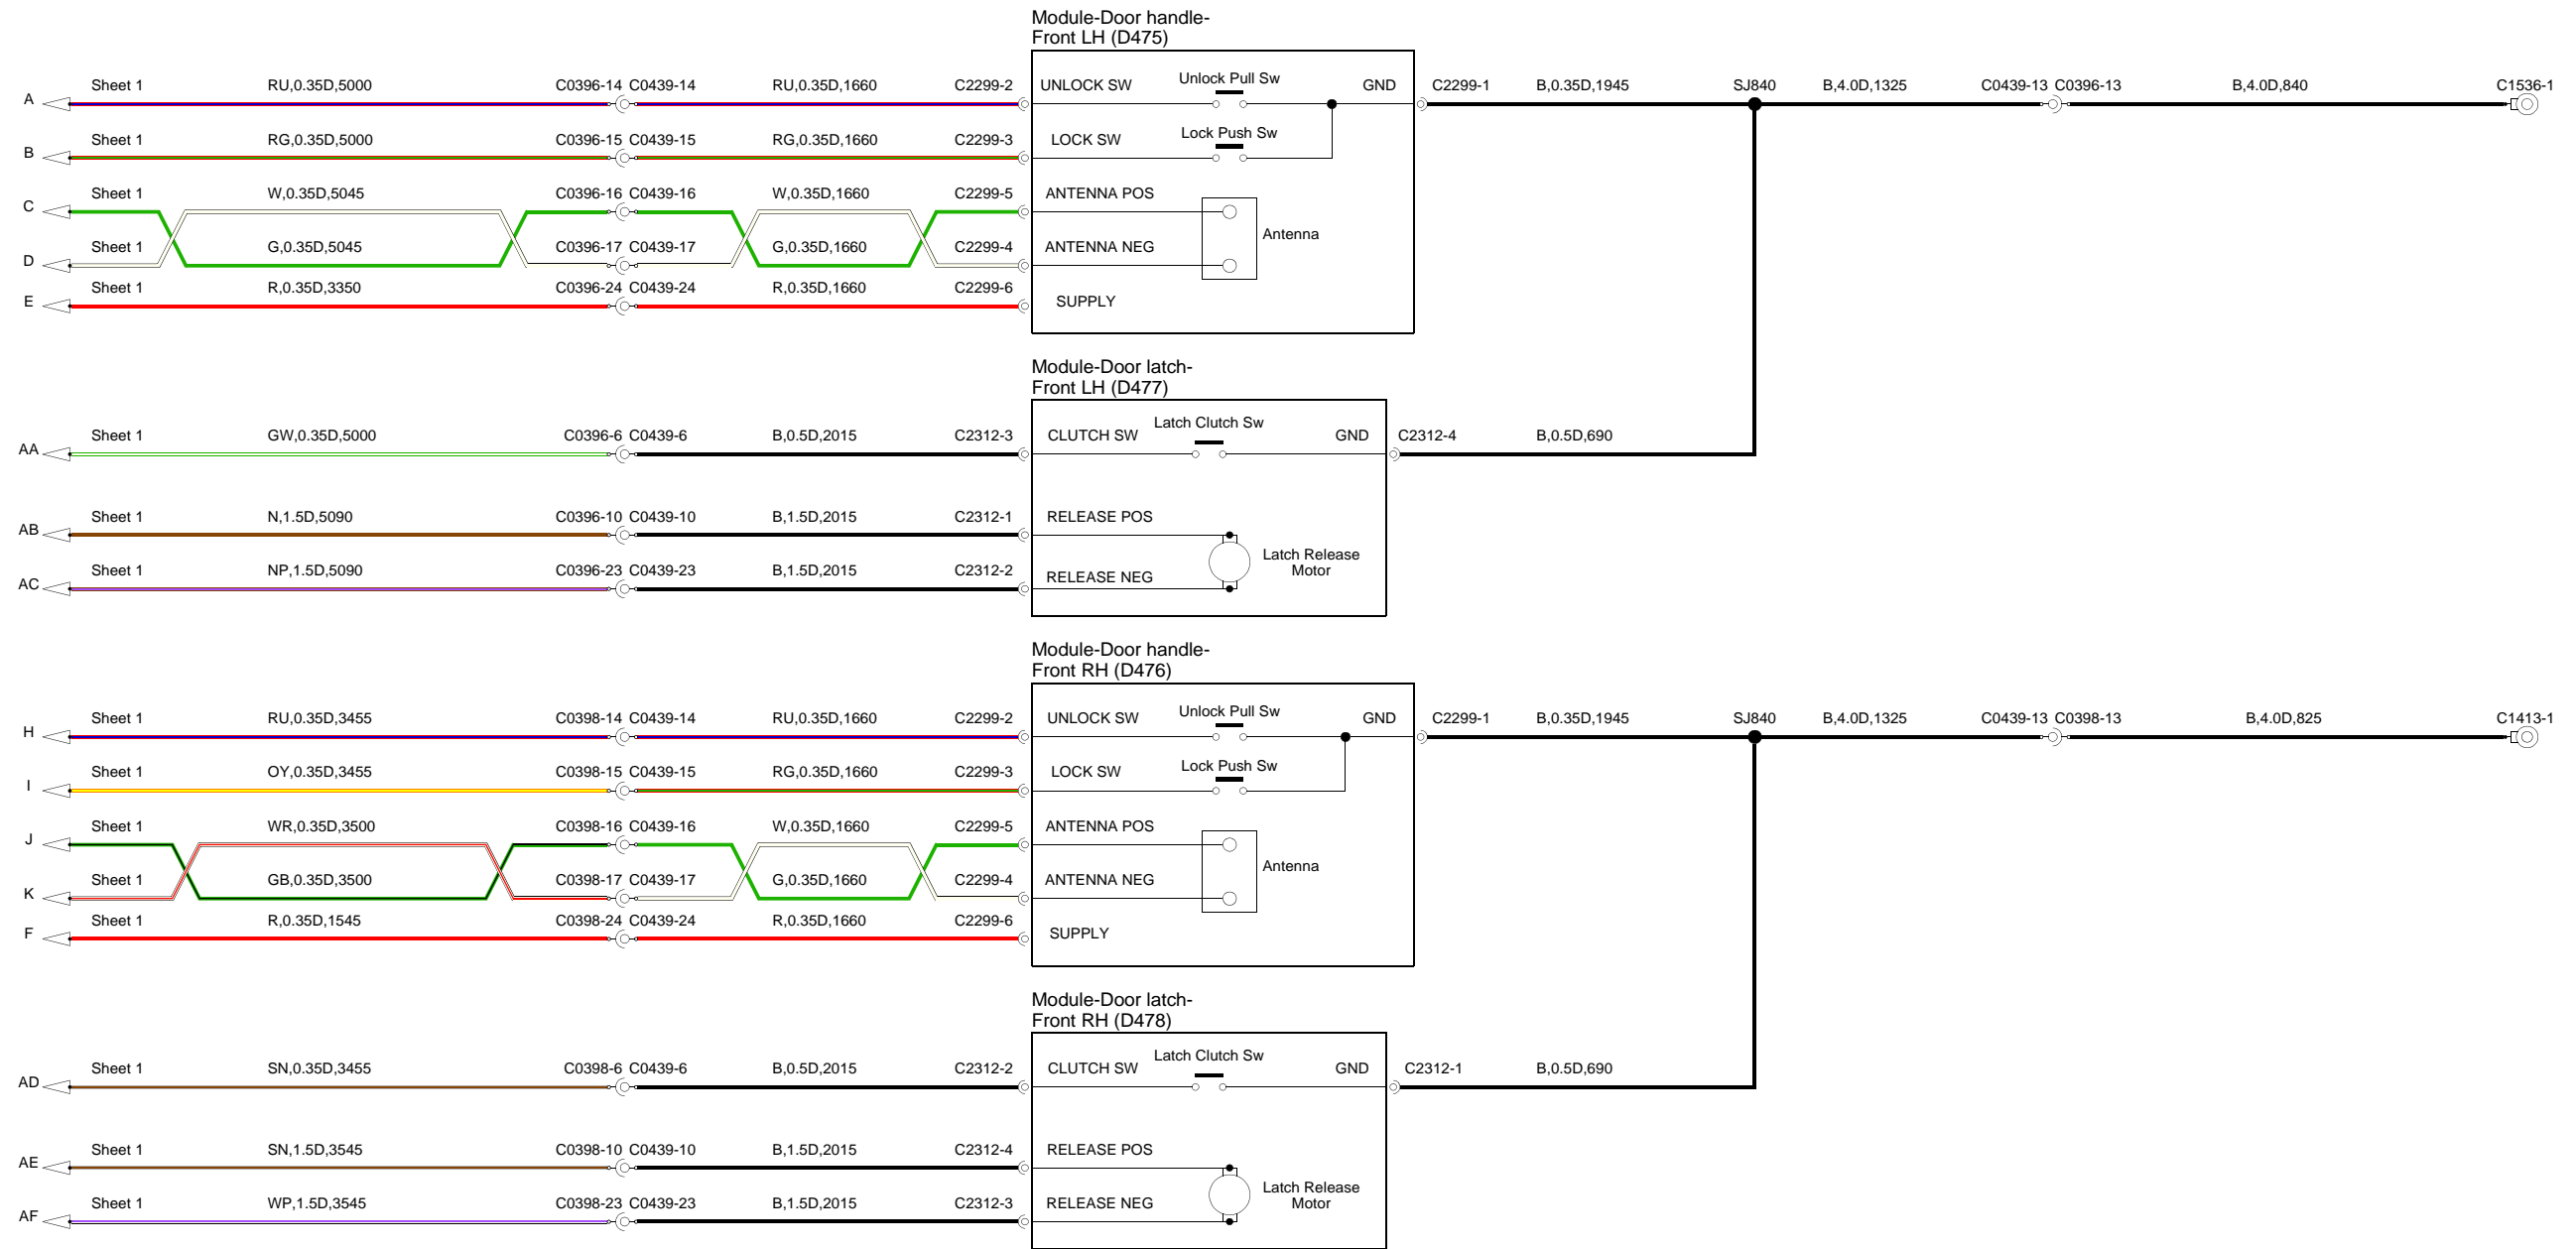 Module-Door handle-
Front LH (D475)
A Sheet 1 RU,0.35D,5000 C0396-14 C0439-14 RU,0.35D,1660 C2299-2 UNLOCK SW Unlock Pull Sw GND C2299-1 B,0.35D,1945 SJ840 B,4.0D,1325 C0439-13 C0396-13 B,4.0D,840 C1536-1
B Sheet 1 RG,0.35D,5000 C0396-15 C0439-15 RG,0.35D,1660 C2299-3 LOCK SW Lock Push Sw
C Sheet 1 W,0.35D,5045 C0396-16 C0439-16 W,0.35D,1660 C2299-5 ANTENNA POS
Antenna
D Sheet 1 G,0.35D,5045 C0396-17 C0439-17 G,0.35D,1660 C2299-4 ANTENNA NEG
E Sheet 1 R,0.35D,3350 C0396-24 C0439-24 R,0.35D,1660 C2299-6 SUPPLY
Module-Door latch-
Front LH (D477)
AA Sheet 1 GW,0.35D,5000 C0396-6 C0439-6 B,0.5D,2015 C2312-3 CLUTCH SW Latch Clutch Sw GND C2312-4 B,0.5D,690
AB Sheet 1 N,1.5D,5090 C0396-10 C0439-10 B,1.5D,2015 C2312-1 RELEASE POS
Latch Release
Motor
AC Sheet 1 NP,1.5D,5090 C0396-23 C0439-23 B,1.5D,2015 C2312-2 RELEASE NEG
Module-Door handle-
Front RH (D476)
H Sheet 1 RU,0.35D,3455 C0398-14 C0439-14 RU,0.35D,1660 C2299-2 UNLOCK SW Unlock Pull Sw GND C2299-1 B,0.35D,1945 SJ840 B,4.0D,1325 C0439-13 C0398-13 B,4.0D,825 C1413-1
I Sheet 1 OY,0.35D,3455 C0398-15 C0439-15 RG,0.35D,1660 C2299-3 LOCK SW Lock Push Sw
J Sheet 1 WR,0.35D,3500 C0398-16 C0439-16 W,0.35D,1660 C2299-5 ANTENNA POS
Antenna
K Sheet 1 GB,0.35D,3500 C0398-17 C0439-17 G,0.35D,1660 C2299-4 ANTENNA NEG
F Sheet 1 R,0.35D,1545 C0398-24 C0439-24 R,0.35D,1660 C2299-6 SUPPLY
Module-Door latch-
Front RH (D478)
AD Sheet 1 SN,0.35D,3455 C0398-6 C0439-6 B,0.5D,2015 C2312-2 CLUTCH SW Latch Clutch Sw GND C2312-1 B,0.5D,690
AE Sheet 1 SN,1.5D,3545 C0398-10 C0439-10 B,1.5D,2015 C2312-4 RELEASE POS
Latch Release
Motor
AF Sheet 1 WP,1.5D,3545 C0398-23 C0439-23 B,1.5D,2015 C2312-3 RELEASE NEG